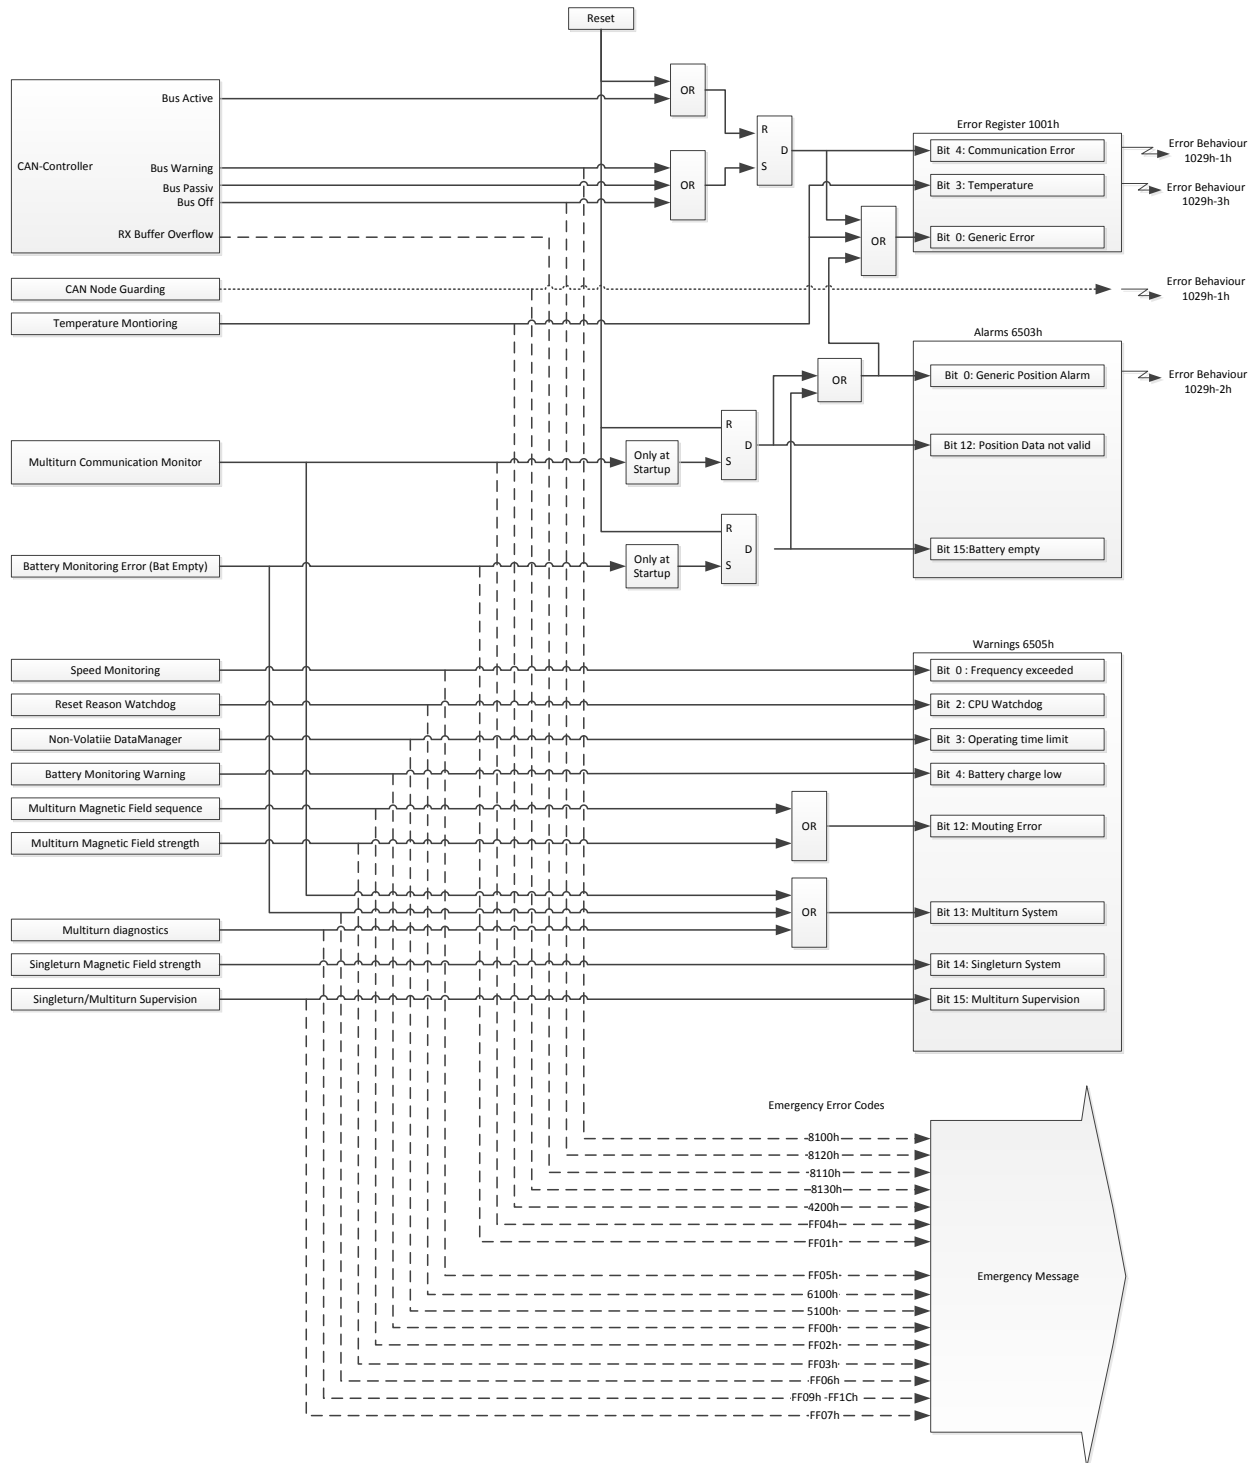 Reset
CAN-Controller
Bus Active
Bus Warning
Bus Passiv
Bus Off
RX Buffer Overflow
OR
OR
R
D
S
Error Register 1001h
Bit 4: Communication Error
Bit 3: Temperature
OR
Bit 0: Generic Error
Error Behaviour
1029h-1h
Error Behaviour
1029h-3h
CAN Node Guarding
Error Behaviour
1029h-1h
Temperature Montioring
Alarms 6503h
OR
Bit 0: Generic Position Alarm
Error Behaviour
1029h-2h
Multiturn Communication Monitor
Only at
Startup
R
D
S
Bit 12: Position Data not valid
Battery Monitoring Error (Bat Empty)
Only at
Startup
R
D
S
Bit 15:Battery empty
Warnings 6505h
Speed Monitoring
Bit 0 : Frequency exceeded
Reset Reason Watchdog
Bit 2: CPU Watchdog
Non-Volatiie DataManager
Bit 3: Operating time limit
Battery Monitoring Warning
Bit 4: Battery charge low
Multiturn Magnetic Field sequence
Multiturn Magnetic Field strength
OR
Bit 12: Mouting Error
Multiturn diagnostics
OR
Bit 13: Multiturn System
Singleturn Magnetic Field strength
Bit 14: Singleturn System
Singleturn/Multiturn Supervision
Bit 15: Multiturn Supervision
Emergency Error Codes
8100h
8120h
8110h
8130h
4200h
FF04h
FF01h
FF05h
6100h
5100h
FF00h
FF02h
FF03h
FF06h
FF09h -FF1Ch
FF07h
Emergency Message